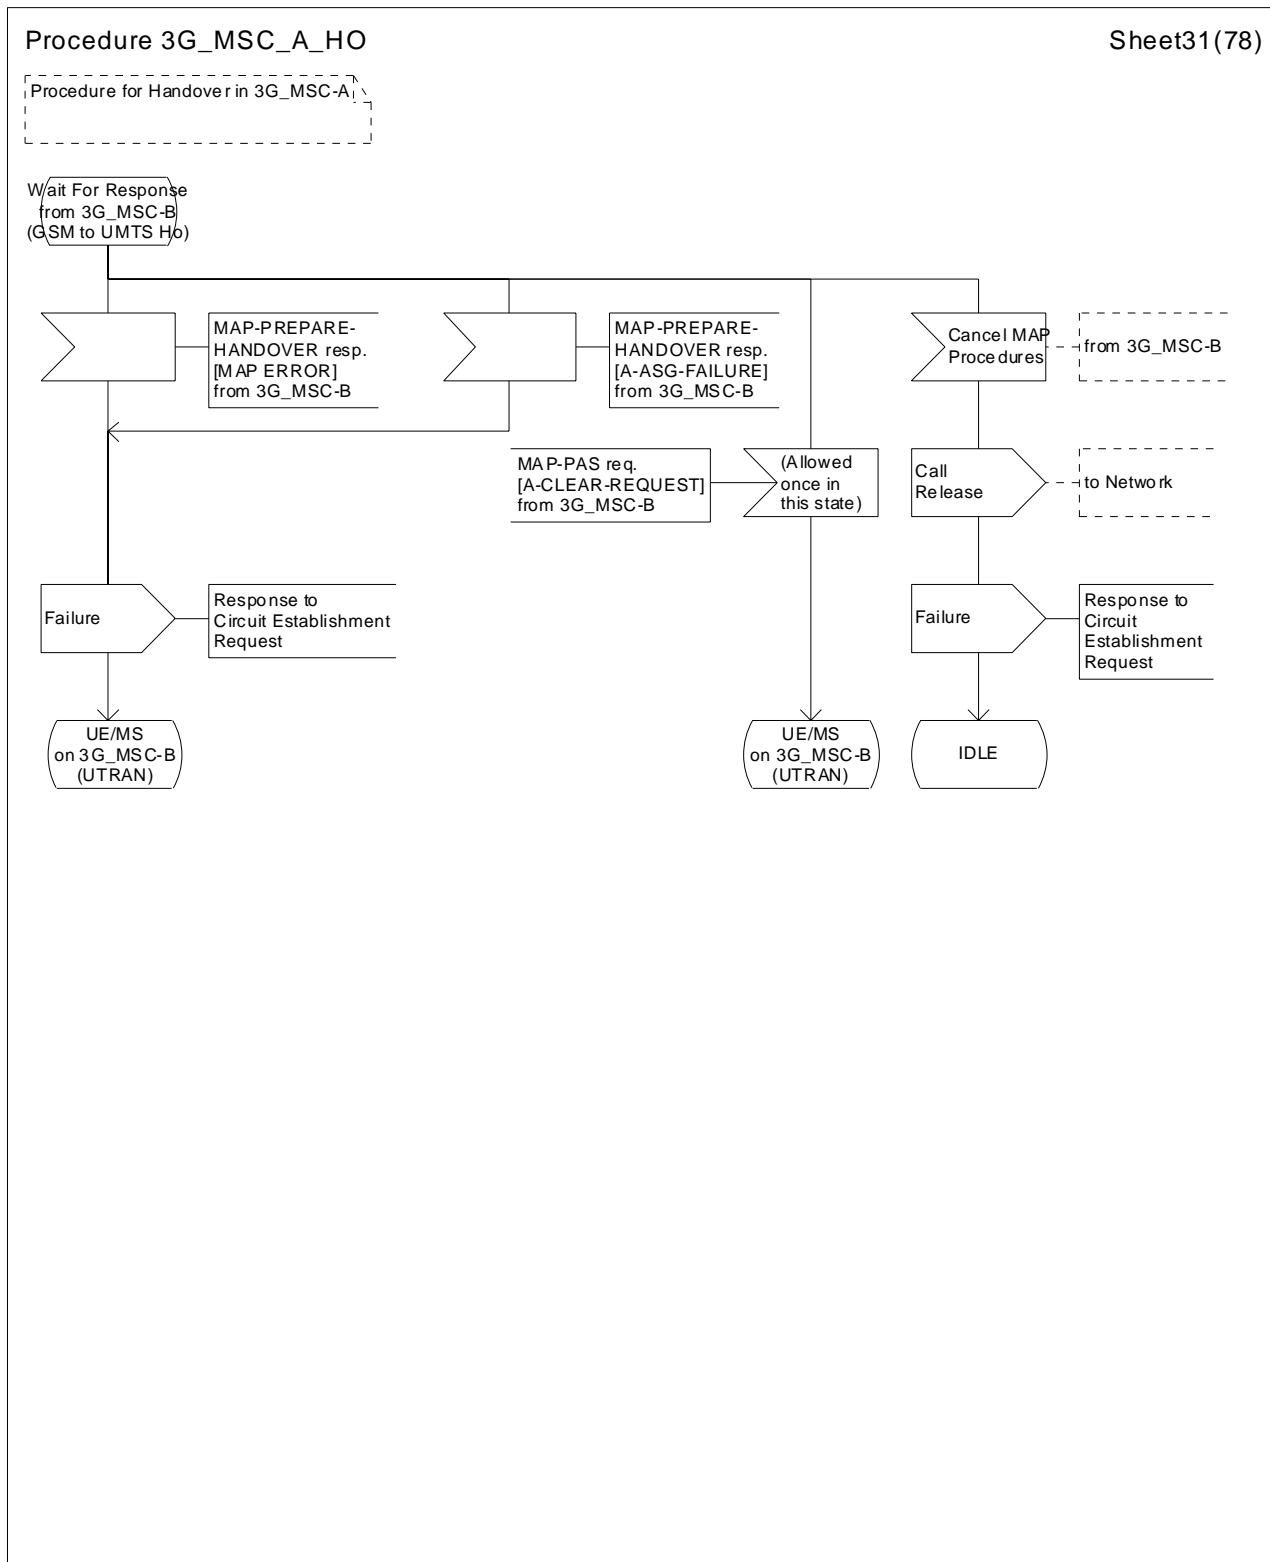 Procedure 3G_MSC_A_HO
Sheet31(78)
Procedure for Handover in 3G_MSC-A
Wait For Response
from 3G_MSC-B
(GSM to UMTS Ho)
MAP-PREPARE-
HANDOVER resp.
[MAP ERROR]
from 3G_MSC-B
MAP-PREPARE-
HANDOVER resp.
[A-ASG-FAILURE]
from 3G_MSC-B
Cancel MAP
Procedures
from 3G_MSC-B
MAP-PAS req.
[A-CLEAR-REQUEST]
from 3G_MSC-B
(Allowed
once in
this state)
Call
Release
to Network
Failure
Response to
Circuit Establishment
Request
Failure
Response to
Circuit
Establishment
Request
UE/MS
on 3G_MSC-B
(UTRAN)
UE/MS
on 3G_MSC-B
(UTRAN)
IDLE